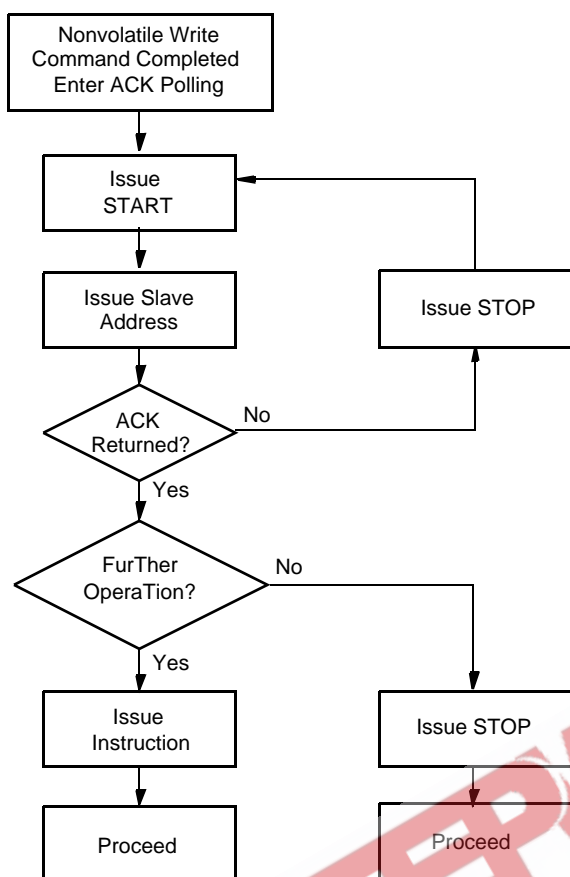 Nonvolatile Write
Command Completed
Enter ACK Polling
Issue
START
Issue Slave
Address
Issue STOP
ACK
Returned?
No
Yes
FurTher
OperaTion?
No
Yes
Issue
Instruction
Issue STOP
Proceed
Proceed